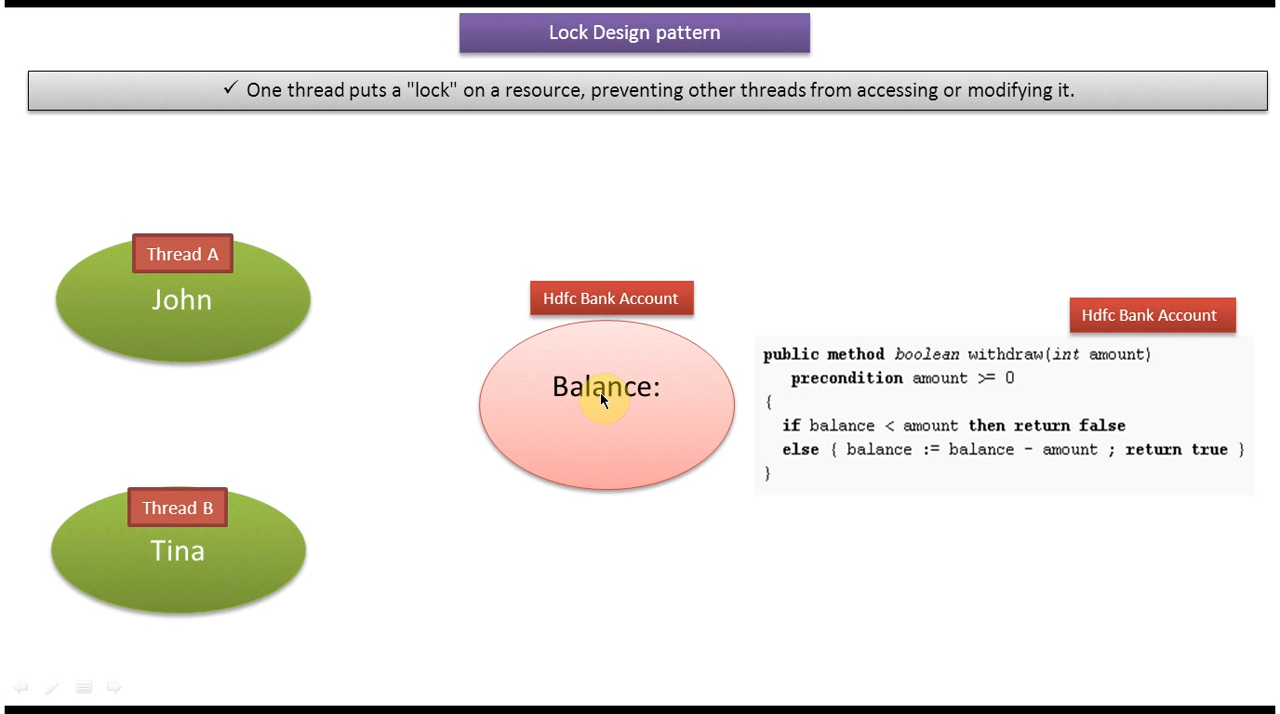 Lock Design pattern
✓ One thread puts a "lock" on a resource, preventing other threads from accessing or modifying it.
Thread A
John
Hdfc Bank Account
Balance:
Hdfc Bank Account
public method boolean withdraw(int amount)
precondition amount >= 0
{
if balance < amount then return false
else { balance := balance - amount ; return true }
}
Thread B
Tina